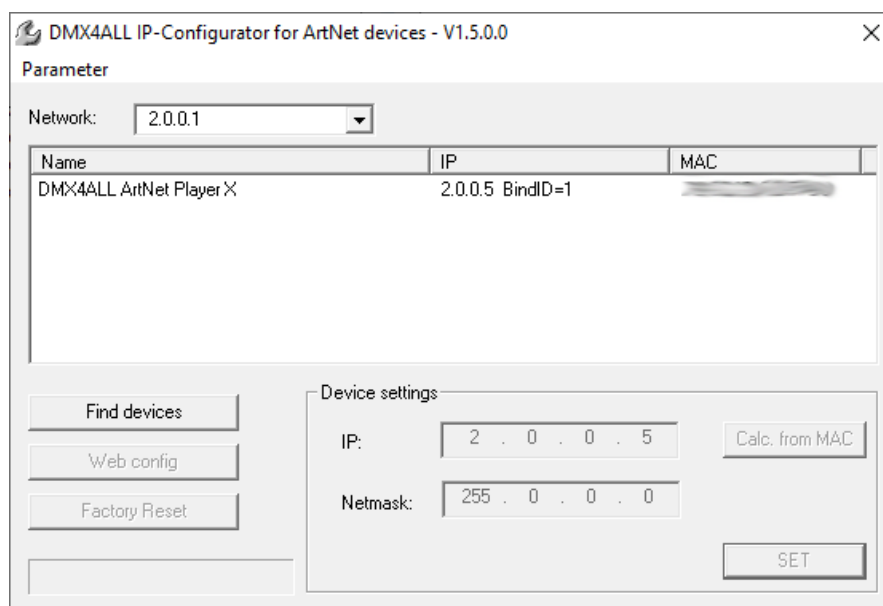 DMX4ALL IP-Configurator for ArtNet devices - V1.5.0.0
Parameter
Network: 2.0.0.1
Name IP MAC
DMX4ALL ArtNet Player X 2.0.0.5 BindID=1
Find devices
Web config
Factory Reset
Device settings
IP: 2 . 0 . 0 . 5 Calc. from MAC
Netmask: 255 . 0 . 0 . 0
SET